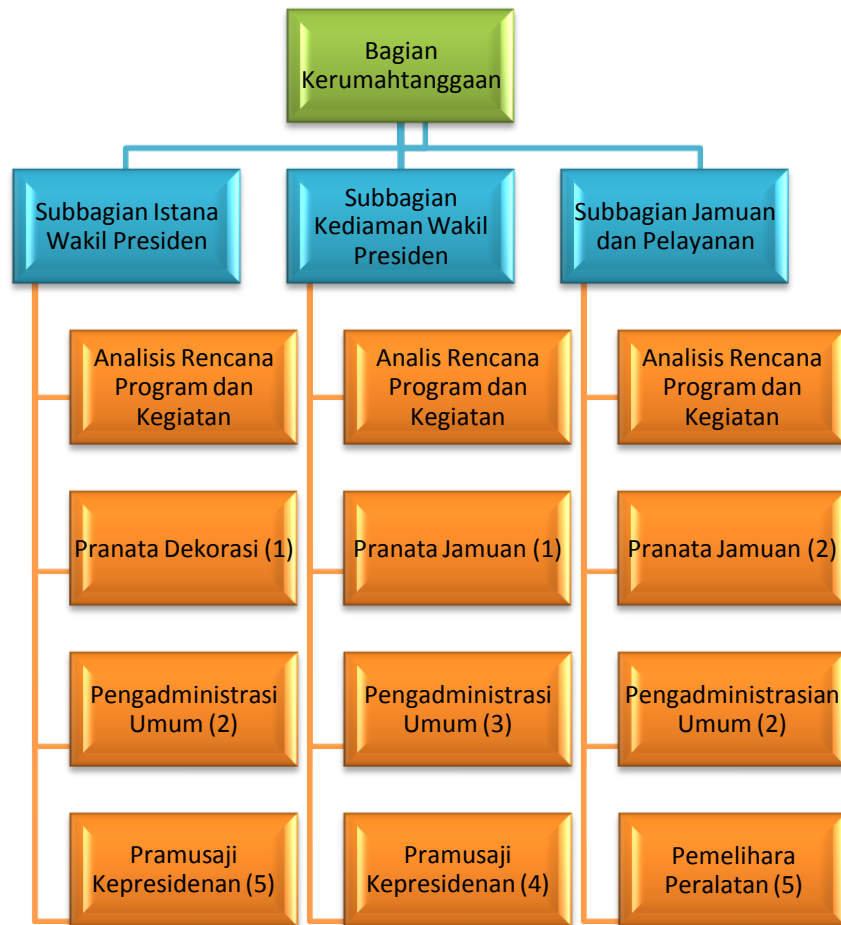 Bagian
Kerumahtanggaan
Subbagian Istana
Wakil Presiden
Subbagian
Kediaman Wakil
Presiden
Subbagian Jamuan
dan Pelayanan
Analisis Rencana
Program dan
Kegiatan
Analis Rencana
Program dan
Kegiatan
Analisis Rencana
Program dan
Kegiatan
Pranata Dekorasi (1)
Pranata Jamuan (1)
Pranata Jamuan (2)
Pengadministrasi
Umum (2)
Pengadministrasi
Umum (3)
Pengadministrasian
Umum (2)
Pramusaji
Kepresidenan (5)
Pramusaji
Kepresidenan (4)
Pemelihara
Peralatan (5)